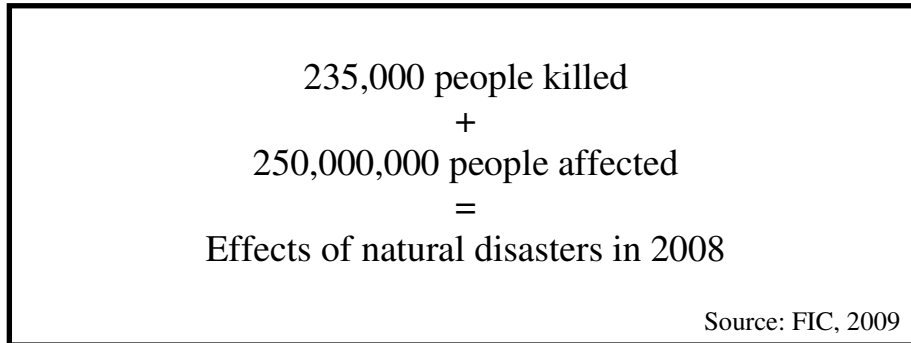 235,000 people killed
+
250,000,000 people affected
=
Effects of natural disasters in 2008
Source: FIC, 2009